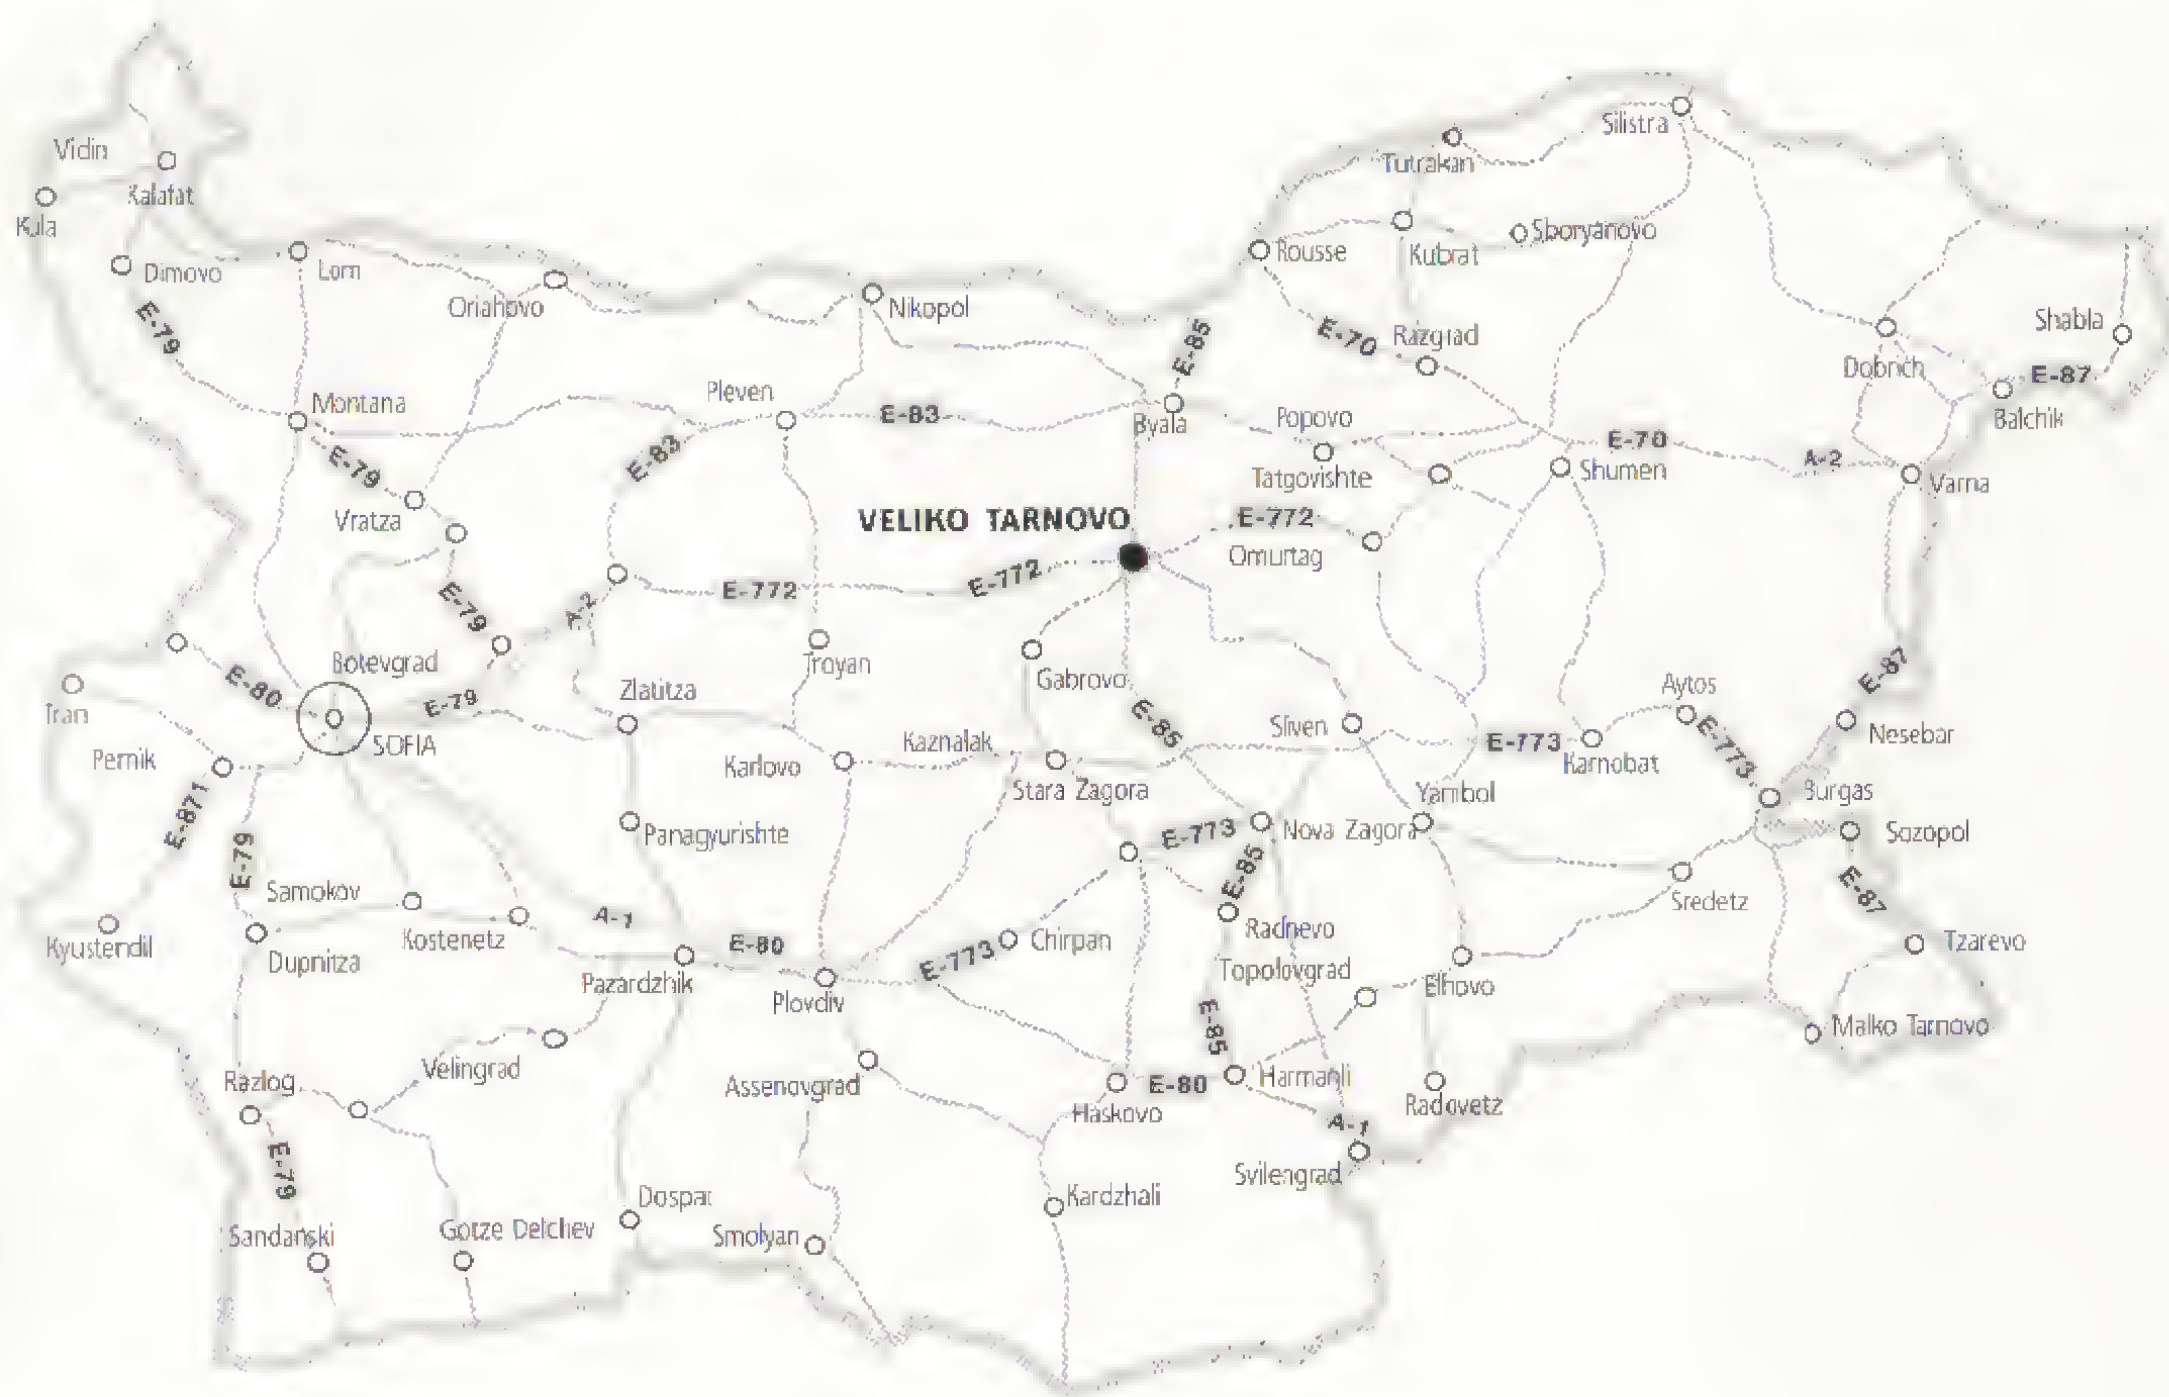 Silistra
Vidin
Tutrakan
Kalafat
Kula
Rousse
Sboryanovo
Kubrat
Dimovo
Lom
Oriahovo
Nikopol
Shabla
E-79
E-85
E-70
Razgrad
Dobrich
E-87
Balchik
Montana
Pleven
E-83
Byala
Popovo
E-79
E-83
Tatgovishte
Shumen
E-70
A-2
Varna
Vratza
VELIKO TARNOVO
E-772
Omurtag
E-79
A-2
E-772
E-772
Botevgrad
Troyan
Gabrovo
E-87
E-80
E-79
Zlatitza
Aytos
Tran
SOFIA
E-85
Sliven
E-773
Karnobat
E-773
Nesebar
Pernik
Karlovo
Kaznalak
Stara Zagora
Yambol
Burgas
E-871
Panagyurishte
E-773
Nova Zagora
Sozopol
E-79
E-85
Samokov
A-1
Sredetz
E-87
Kyustendil
Kostenetz
E-80
Chirpan
Radnevo
Tzarevo
Dupnitza
E-773
Topolovgrad
Pazardzhik
Plovdiv
Elhovo
E-85
Malko Tarnovo
Velingrad
Razlog
Assenovgrad
E-80
Harmanli
Haskovo
Radovetz
A-1
E-79
Svilengrad
Dospat
Kardzhali
Sandanski
Gotze Delchev
Smolyan